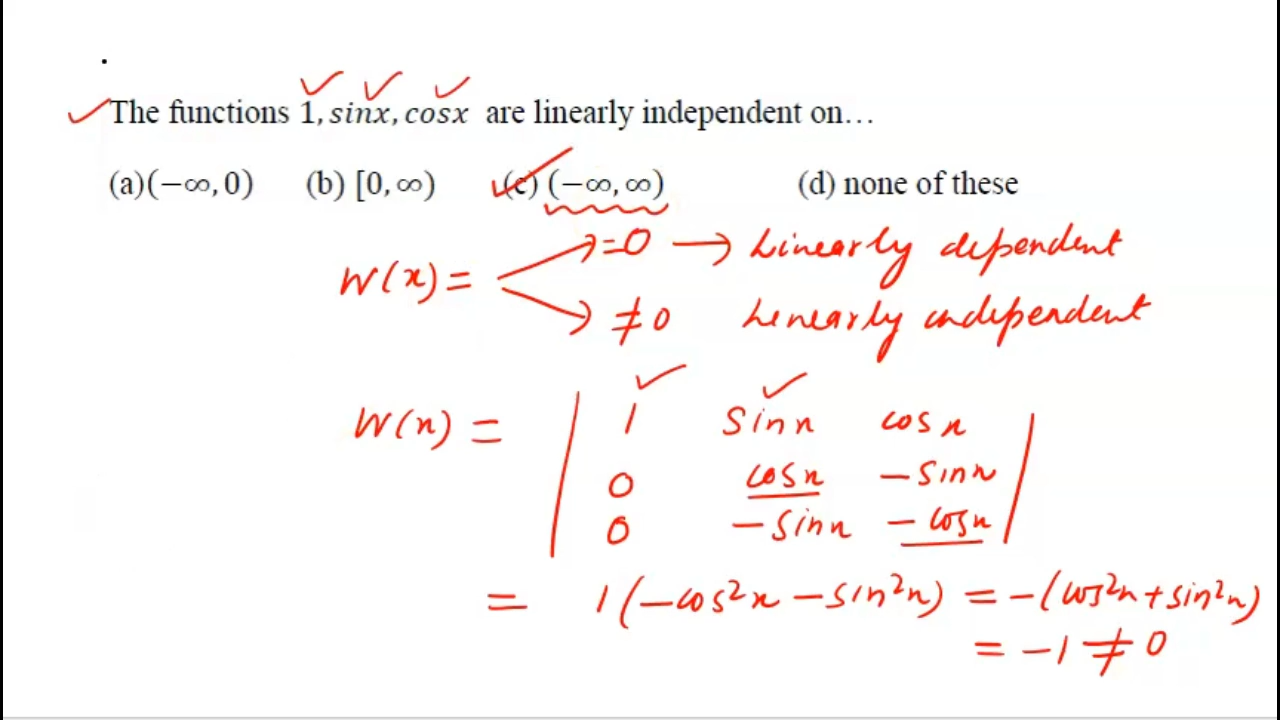 The functions 1, sinx, cosx are linearly independent on…
(a)(−∞, 0) (b) [0, ∞) (c) (−∞, ∞) (d) none of these
W(x) = =0 → Linearly dependent
≠0 Linearly independent
W(x) = | 1 sinx cosx |
0 cosx −sinx
0 −sinx −cosx
= 1(−cos²x − sin²x) = −(cos²x + sin²x)
= −1 ≠ 0